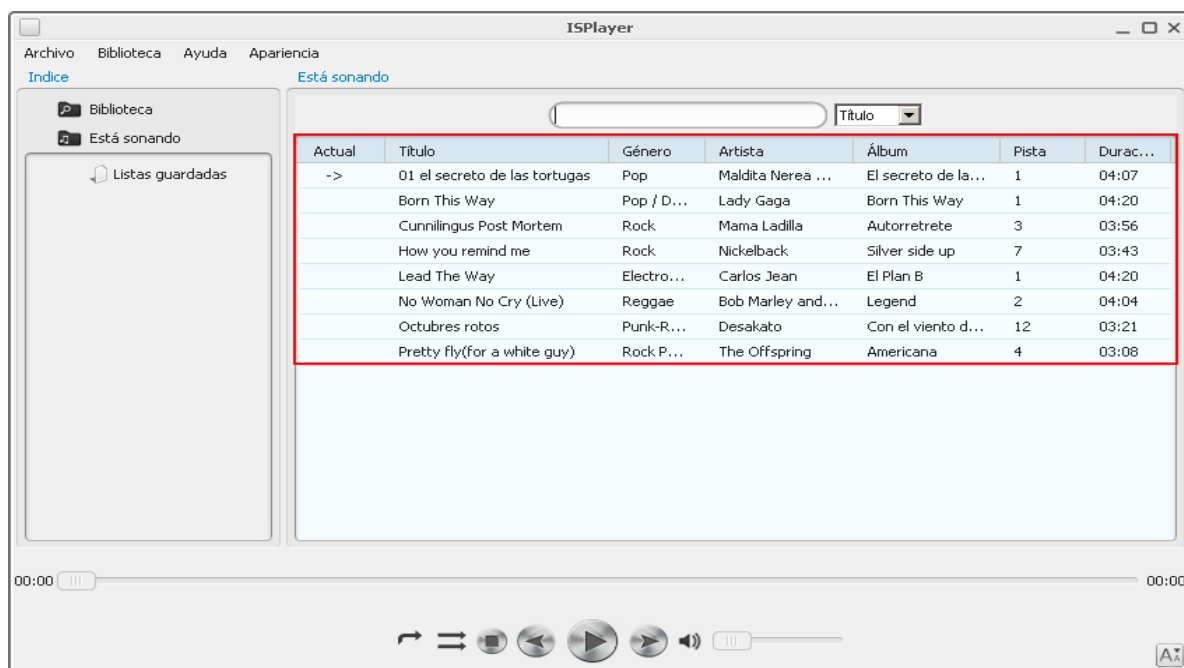 ISPlayer
Archivo Biblioteca Ayuda Apariencia
Indice
Biblioteca
Está sonando
Listas guardadas
Está sonando
Título
Actual Título Género Artista Álbum Pista Durac...
-> 01 el secreto de las tortugas Pop Maldita Nerea ... El secreto de la... 1 04:07
Born This Way Pop / D... Lady Gaga Born This Way 1 04:20
Cunnilingus Post Mortem Rock Mama Ladilla Autorretrete 3 03:56
How you remind me Rock Nickelback Silver side up 7 03:43
Lead The Way Electro... Carlos Jean El Plan B 1 04:20
No Woman No Cry (Live) Reggae Bob Marley and... Legend 2 04:04
Octubres rotos Punk-R... Desakato Con el viento d... 12 03:21
Pretty fly(for a white guy) Rock P... The Offspring Americana 4 03:08
00:00 00:00